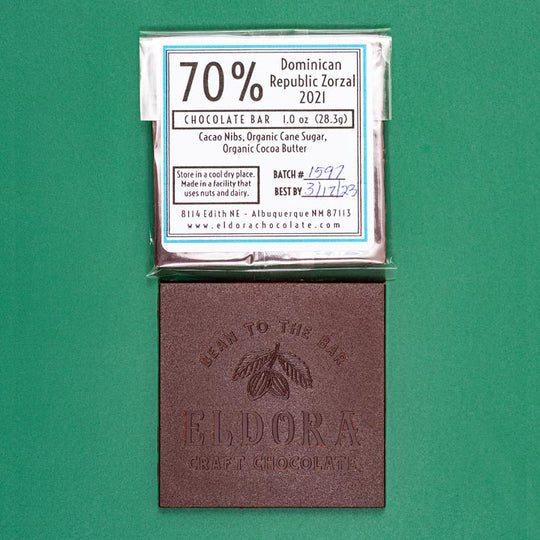 70%
Dominican
Republic Zorzal
2021
CHOCOLATE BAR 1.0 oz (28.3g)
Cacao Nibs, Organic Cane Sugar,
Organic Cocoa Butter
Store in a cool dry place.
Made in a facility that
uses nuts and dairy.
BATCH # 1597
BEST BY 3/17/23
8114 Edith NE - Albuquerque NM 87113
www.eldorachocolate.com
BEAN TO THE BAR
ELDORA
CRAFT CHOCOLATE